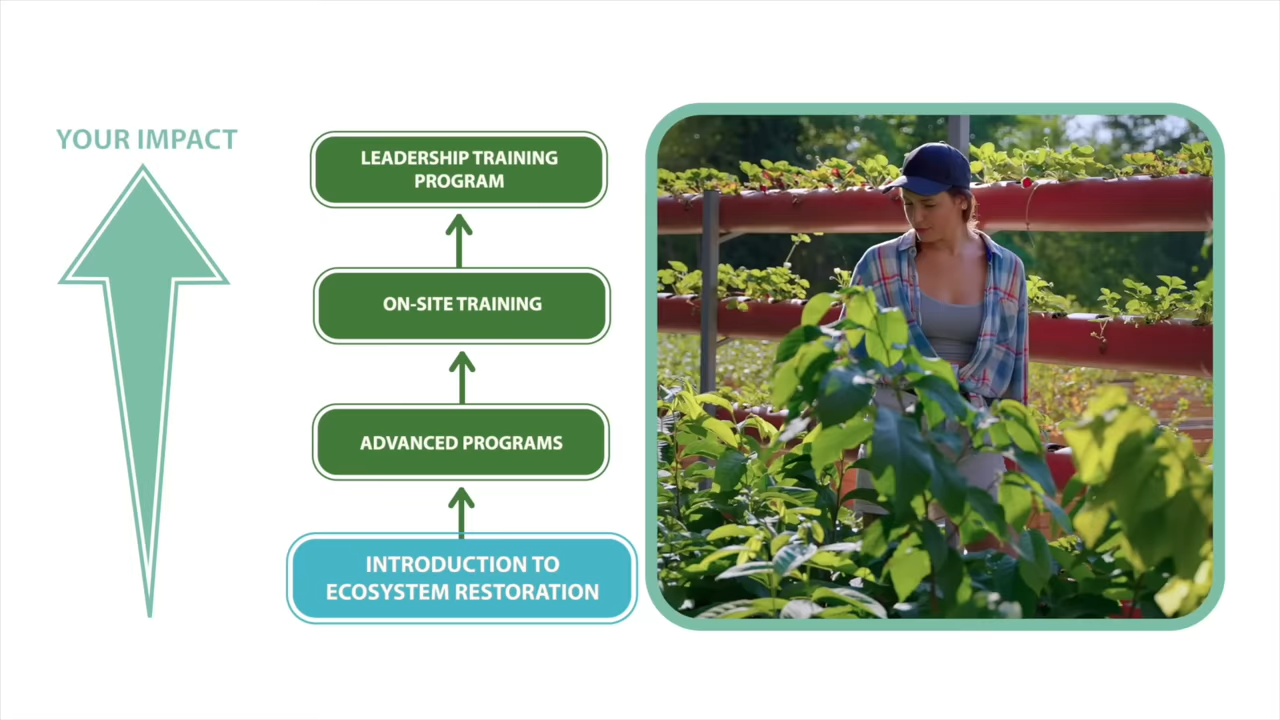 YOUR IMPACT
LEADERSHIP TRAINING
PROGRAM
ON-SITE TRAINING
ADVANCED PROGRAMS
INTRODUCTION TO
ECOSYSTEM RESTORATION